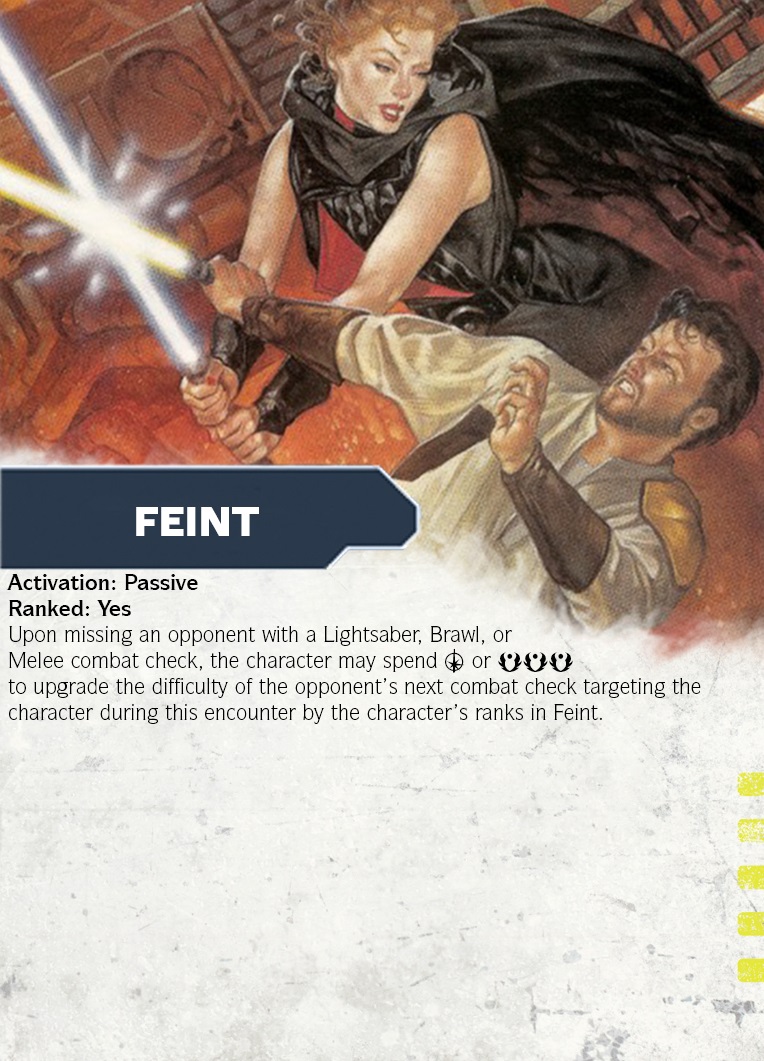 FEINT
Activation: Passive
Ranked: Yes
Upon missing an opponent with a Lightsaber, Brawl, or
Melee combat check, the character may spend or
to upgrade the difficulty of the opponent’s next combat check targeting the
character during this encounter by the character’s ranks in Feint.